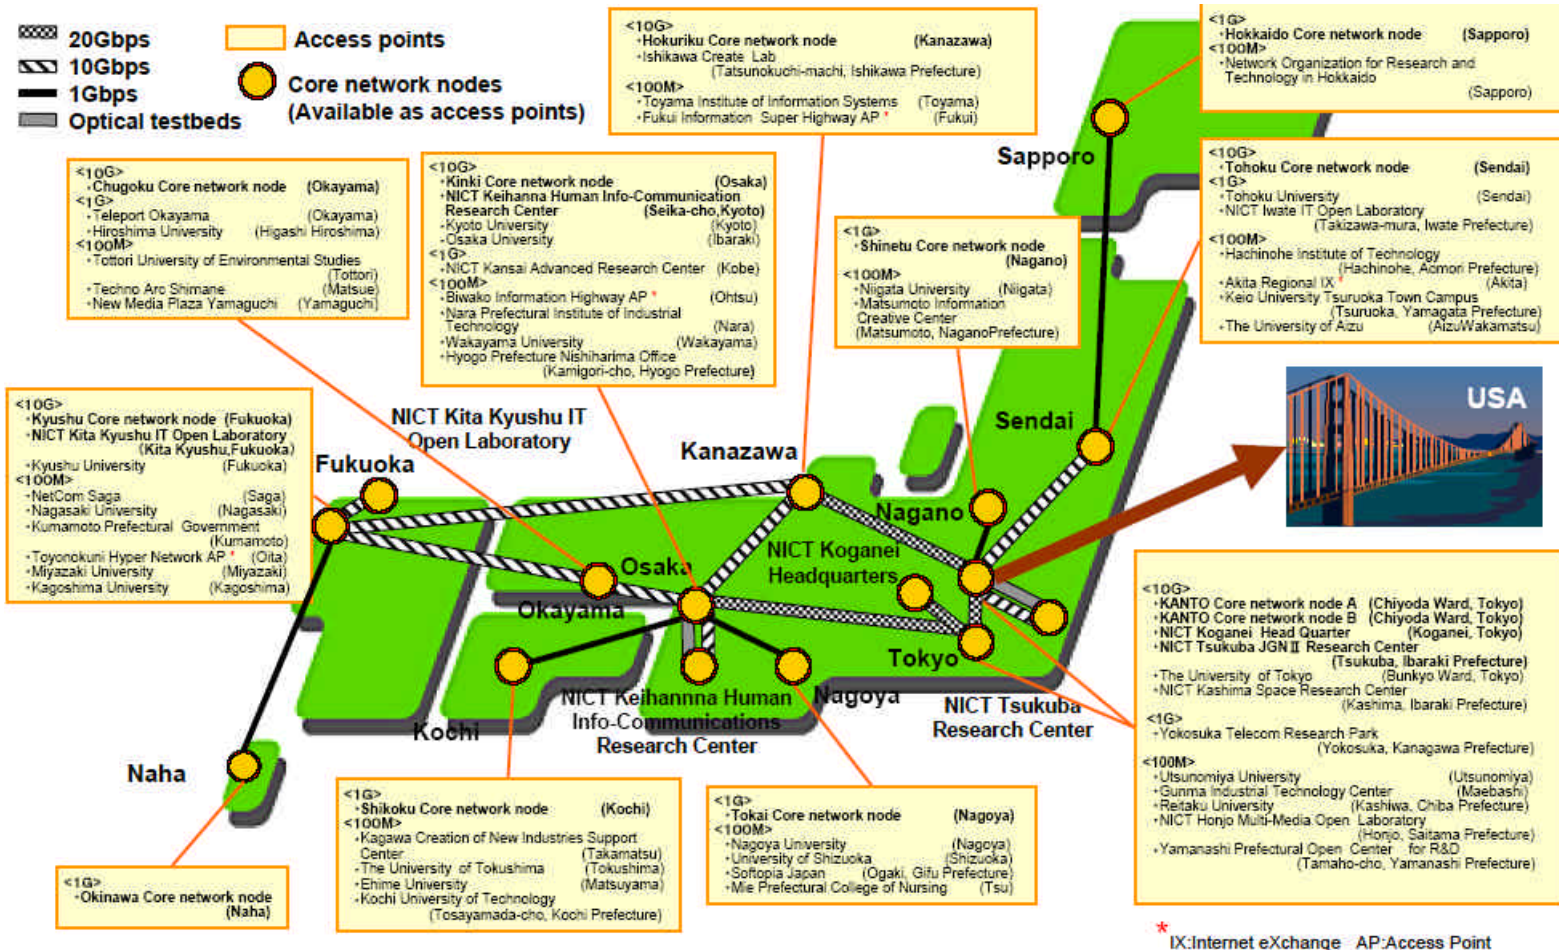 20Gbps
10Gbps
1Gbps
Optical testbeds
Access points
Core network nodes
(Available as access points)
<10G>
・Hokuriku Core network node (Kanazawa)
・Ishikawa Create Lab
(Tatsunokuchi-machi, Ishikawa Prefecture)
<100M>
・Toyama Institute of Information Systems (Toyama)
・Fukui Information Super Highway AP * (Fukui)
<1G>
・Hokkaido Core network node (Sapporo)
<100M>
・Network Organization for Research and
Technology in Hokkaido
(Sapporo)
<10G>
・Chugoku Core network node (Okayama)
<1G>
・Teleport Okayama (Okayama)
・Hiroshima University (Higashi Hiroshima)
<100M>
・Tottori University of Environmental Studies
(Tottori)
・Techno Arc Shimane (Matsue)
・New Media Plaza Yamaguchi (Yamaguchi)
<10G>
・Kinki Core network node (Osaka)
・NICT Keihanna Human Info-Communication
Research Center (Seika-cho,Kyoto)
・Kyoto University (Kyoto)
・Osaka University (Ibaraki)
<1G>
・NICT Kansai Advanced Research Center (Kobe)
<100M>
・Biwako Information Highway AP * (Ohtsu)
・Nara Prefectural Institute of Industrial
Technology (Nara)
・Wakayama University (Wakayama)
・Hyogo Prefecture Nishiharima Office
(Kamigori-cho, Hyogo Prefecture)
<1G>
・Shinetu Core network node
(Nagano)
<100M>
・Niigata University (Niigata)
・Matsumoto Information
Creative Center
(Matsumoto, NaganoPrefecture)
<10G>
・Tohoku Core network node (Sendai)
<1G>
・Tohoku University (Sendai)
・NICT Iwate IT Open Laboratory
(Takizawa-mura, Iwate Prefecture)
<100M>
・Hachinohe Institute of Technology
(Hachinohe, Aomori Prefecture)
・Akita Regional IX * (Akita)
・Keio University Tsuruoka Town Campus
(Tsuruoka, Yamagata Prefecture)
・The University of Aizu (AizuWakamatsu)
Sapporo
<10G>
・Kyushu Core network node (Fukuoka)
・NICT Kita Kyushu IT Open Laboratory
(Kita Kyushu,Fukuoka)
・Kyushu University (Fukuoka)
<100M>
・NetCom Saga (Saga)
・Nagasaki University (Nagasaki)
・Kumamoto Prefectural Government
(Kumamoto)
・Toyonokuni Hyper Network AP * (Oita)
・Miyazaki University (Miyazaki)
・Kagoshima University (Kagoshima)
NICT Kita Kyushu IT
Open Laboratory
Fukuoka
Kanazawa
Sendai
USA
Nagano
NICT Koganei
Headquarters
Osaka
Okayama
Tokyo
Kochi
NICT Keihannna Human
Info-Communications
Research Center
Nagoya
NICT Tsukuba
Research Center
Naha
<10G>
・KANTO Core network node A (Chiyoda Ward, Tokyo)
・KANTO Core network node B (Chiyoda Ward, Tokyo)
・NICT Koganei Head Quarter (Koganei, Tokyo)
・NICT Tsukuba JGNⅡ Research Center
(Tsukuba, Ibaraki Prefecture)
・The University of Tokyo (Bunkyo Ward, Tokyo)
・NICT Kashima Space Research Center
(Kashima, Ibaraki Prefecture)
<1G>
・Yokosuka Telecom Research Park
(Yokosuka, Kanagawa Prefecture)
<100M>
・Utsunomiya University (Utsunomiya)
・Gunma Industrial Technology Center (Maebashi)
・Reitaku University (Kashiwa, Chiba Prefecture)
・NICT Honjo Multi-Media Open Laboratory
(Honjo, Saitama Prefecture)
・Yamanashi Prefectural Open Center for R&D
(Tamaho-cho, Yamanashi Prefecture)
<1G>
・Okinawa Core network node
(Naha)
<1G>
・Shikoku Core network node (Kochi)
<100M>
・Kagawa Creation of New Industries Support
Center (Takamatsu)
・The University of Tokushima (Tokushima)
・Ehime University (Matsuyama)
・Kochi University of Technology
(Tosayamada-cho, Kochi Prefecture)
<1G>
・Tokai Core network node (Nagoya)
<100M>
・Nagoya University (Nagoya)
・University of Shizuoka (Shizuoka)
・Softopia Japan (Ogaki, Gifu Prefecture)
・Mie Prefectural College of Nursing (Tsu)
* IX:Internet eXchange AP:Access Point